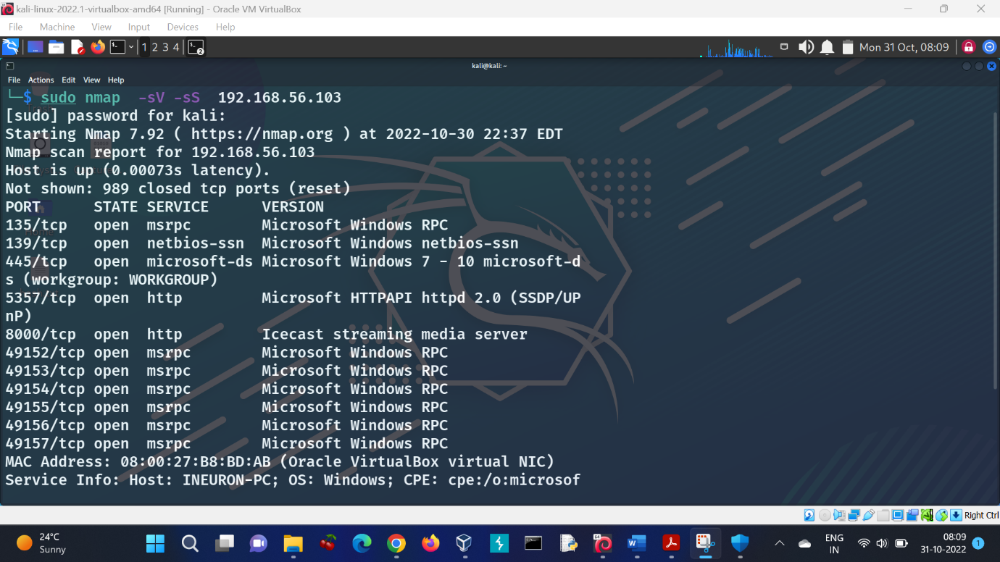 kali-linux-2022.1-virtualbox-amd64 [Running] - Oracle VM VirtualBox
File Machine View Input Devices Help
1 2 3 4
2
Mon 31 Oct, 08:09
kali@kali: ~
File Actions Edit View Help
└─$ sudo nmap  -sV -sS  192.168.56.103
[sudo] password for kali:
Starting Nmap 7.92 ( https://nmap.org ) at 2022-10-30 22:37 EDT
Nmap scan report for 192.168.56.103
Host is up (0.00073s latency).
Not shown: 989 closed tcp ports (reset)
PORT      STATE SERVICE      VERSION
135/tcp   open  msrpc        Microsoft Windows RPC
139/tcp   open  netbios-ssn  Microsoft Windows netbios-ssn
445/tcp   open  microsoft-ds Microsoft Windows 7 - 10 microsoft-d
s (workgroup: WORKGROUP)
5357/tcp  open  http         Microsoft HTTPAPI httpd 2.0 (SSDP/UP
nP)
8000/tcp  open  http         Icecast streaming media server
49152/tcp open  msrpc        Microsoft Windows RPC
49153/tcp open  msrpc        Microsoft Windows RPC
49154/tcp open  msrpc        Microsoft Windows RPC
49155/tcp open  msrpc        Microsoft Windows RPC
49156/tcp open  msrpc        Microsoft Windows RPC
49157/tcp open  msrpc        Microsoft Windows RPC
MAC Address: 08:00:27:B8:BD:AB (Oracle VirtualBox virtual NIC)
Service Info: Host: INEURON-PC; OS: Windows; CPE: cpe:/o:microsof
Right Ctrl
24°C
Sunny
ENG
IN
08:09
31-10-2022
1